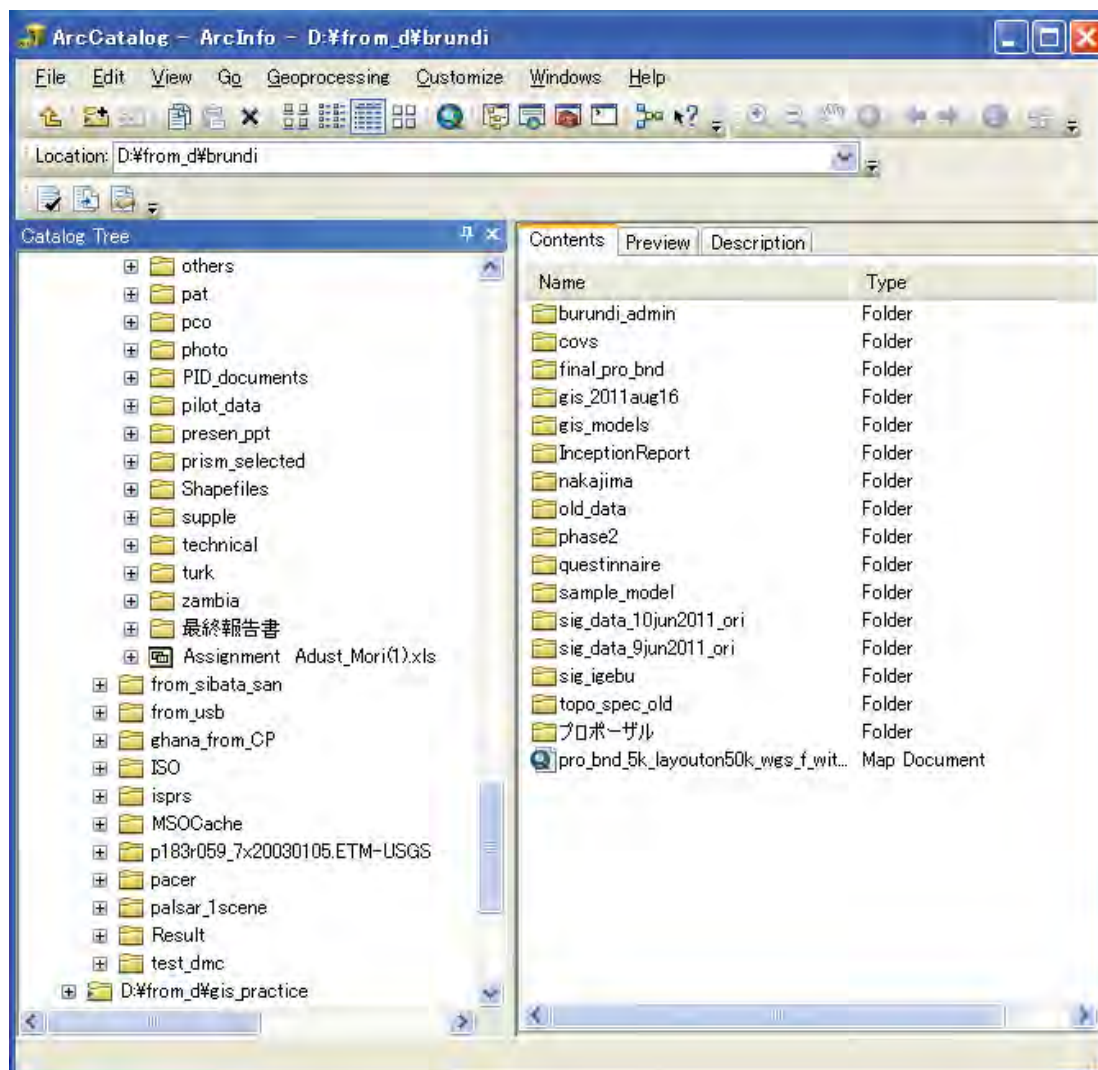 ArcCatalog - ArcInfo - D:¥from_d¥brundi
File Edit View Go Geoprocessing Customize Windows Help
Location: D:¥from_d¥brundi
Catalog Tree
others
pat
pco
photo
PID_documents
pilot_data
presen_ppt
prism_selected
Shapefiles
supple
technical
turk
zambia
最終報告書
Assignment Adust_Mori(1).xls
from_sibata_san
from_usb
ghana_from_CP
ISO
isprs
MSOCache
p183r059_7x20030105.ETM-USGS
pacer
palsar_1scene
Result
test_dmc
D:¥from_d¥gis_practice
Contents Preview Description
Name Type
burundi_admin Folder
covs Folder
final_pro_bnd Folder
gis_2011aug16 Folder
gis_models Folder
InceptionReport Folder
nakajima Folder
old_data Folder
phase2 Folder
questinnaire Folder
sample_model Folder
sig_data_10jun2011_ori Folder
sig_data_9jun2011_ori Folder
sig_igebu Folder
topo_spec_old Folder
プロポーザル Folder
pro_bnd_5k_layouton50k_wgs_f_wit... Map Document